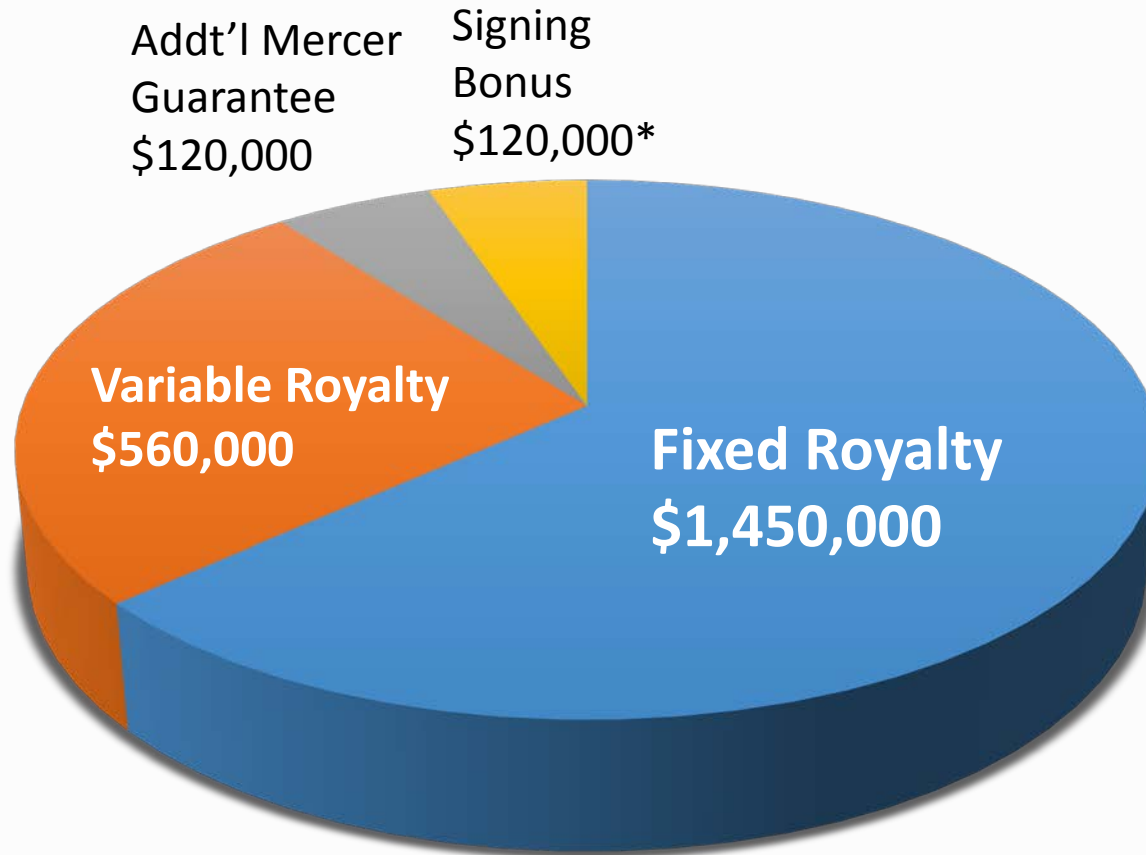 Addt’l Mercer
Guarantee
$120,000
Signing
Bonus
$120,000*
Variable Royalty
$560,000
Fixed Royalty
$1,450,000